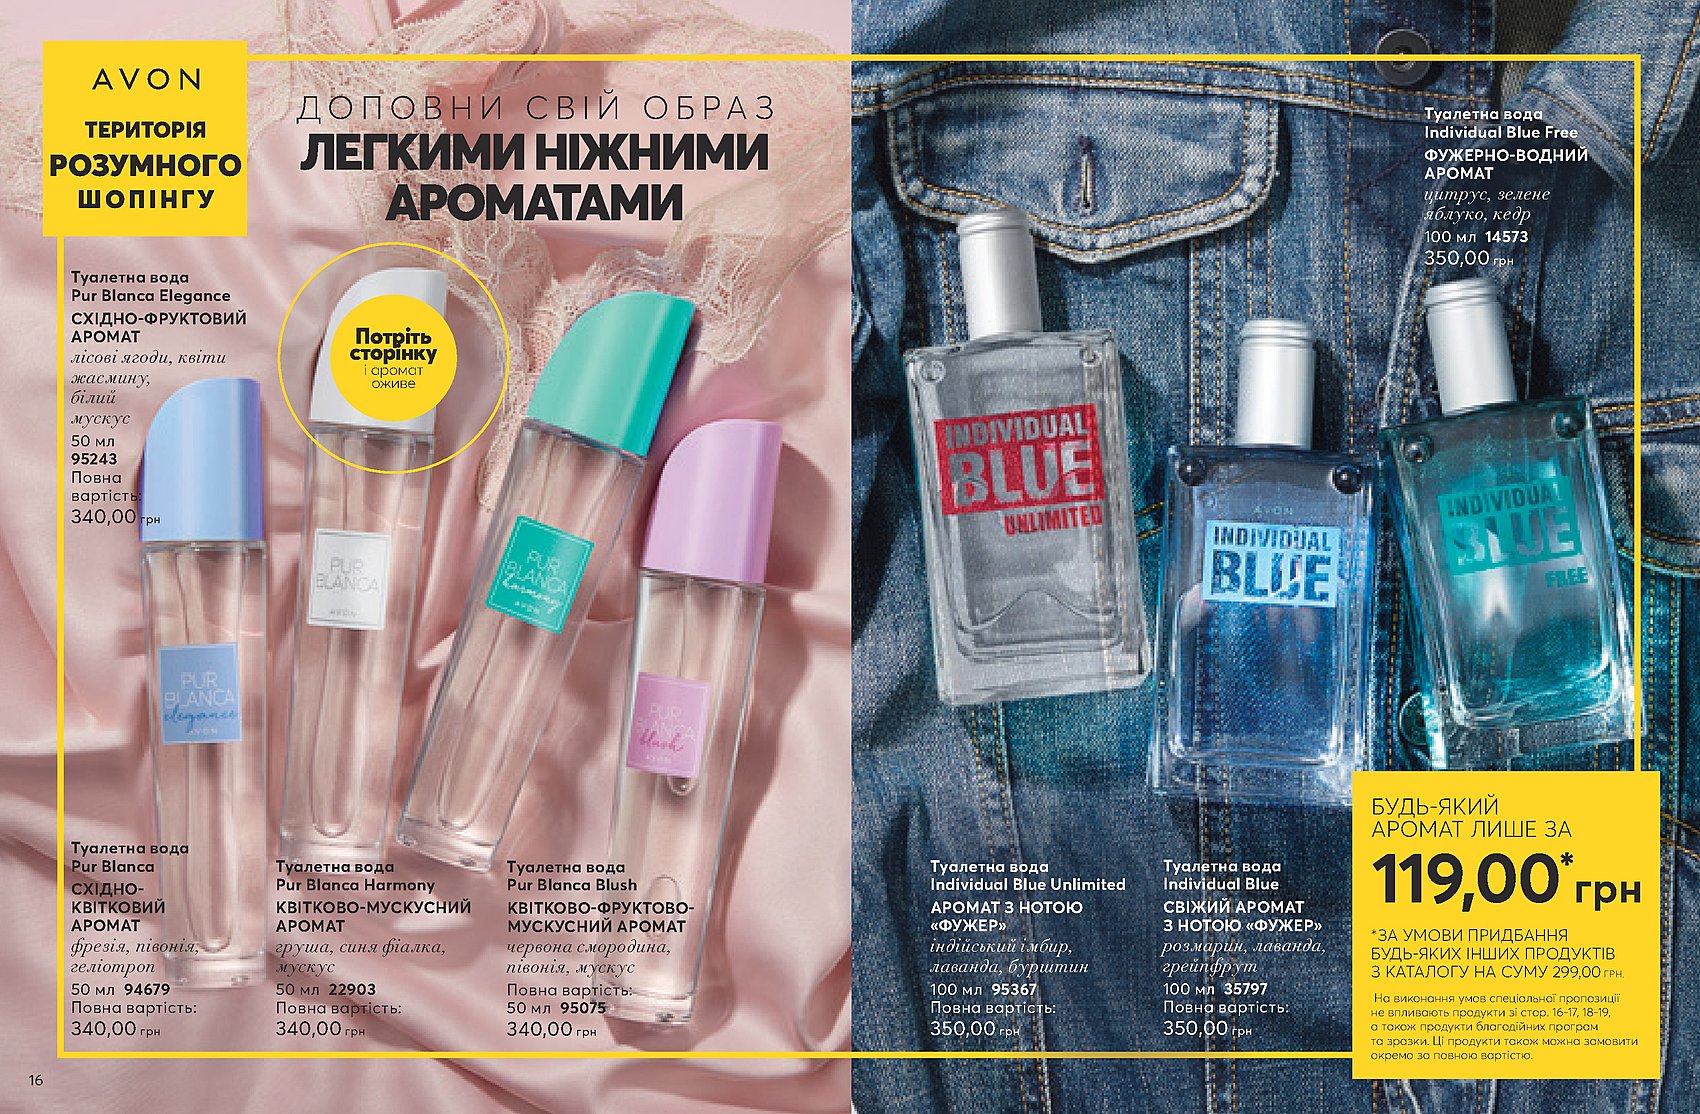 AVON
ТЕРИТОРІЯ
РОЗУМНОГО
ШОПІНГУ
ДОПОВНИ СВІЙ ОБРАЗ
ЛЕГКИМИ НІЖНИМИ
АРОМАТАМИ
Туалетна вода
Pur Blanca Elegance
СХІДНО-ФРУКТОВИЙ
АРОМАТ
лісові ягоди, квіти
жасмину,
білий
мускус
50 мл
95243
Повна
вартість:
340,00 грн
Потріть
сторінку
і аромат
оживе
PUR
BLANCA
elegance
AVON
PUR
BLANCA
AVON
PUR
BLANCA
harmony
AVON
PUR
BLANCA
blush
AVON
Туалетна вода
Pur Blanca
СХІДНО-
КВІТКОВИЙ
АРОМАТ
фрезія, півонія,
геліотроп
50 мл 94679
Повна вартість:
340,00 грн
Туалетна вода
Pur Blanca Harmony
КВІТКОВО-МУСКУСНИЙ
АРОМАТ
груша, синя фіалка,
мускус
50 мл 22903
Повна вартість:
340,00 грн
Туалетна вода
Pur Blanca Blush
КВІТКОВО-ФРУКТОВО-
МУСКУСНИЙ АРОМАТ
червона смородина,
півонія, мускус
Повна вартість:
50 мл 95075
340,00 грн
16
Туалетна вода
Individual Blue Free
ФУЖЕРНО-ВОДНИЙ
АРОМАТ
цитрус, зелене
яблуко, кедр
100 мл 14573
350,00 грн
INDIVIDUAL
BLUE
UNLIMITED
AVON
INDIVIDUAL
BLUE
INDIVIDUAL
BLUE
FREE
Туалетна вода
Individual Blue Unlimited
АРОМАТ З НОТОЮ
«ФУЖЕР»
індійський імбир,
лаванда, бурштин
100 мл 95367
Повна вартість:
350,00 грн
Туалетна вода
Individual Blue
СВІЖИЙ АРОМАТ
З НОТОЮ «ФУЖЕР»
розмарин, лаванда,
грейпфрут
100 мл 35797
Повна вартість:
350,00 грн
БУДЬ-ЯКИЙ
АРОМАТ ЛИШЕ ЗА
119,00* грн
*ЗА УМОВИ ПРИДБАННЯ
БУДЬ-ЯКИХ ІНШИХ ПРОДУКТІВ
З КАТАЛОГУ НА СУМУ 299,00 ГРН.
На виконання умов спеціальної пропозиції
не впливають продукти зі стор. 16-17, 18-19,
а також продукти благодійних програм
та зразки. Ці продукти також можна замовити
окремо за повною вартістю.